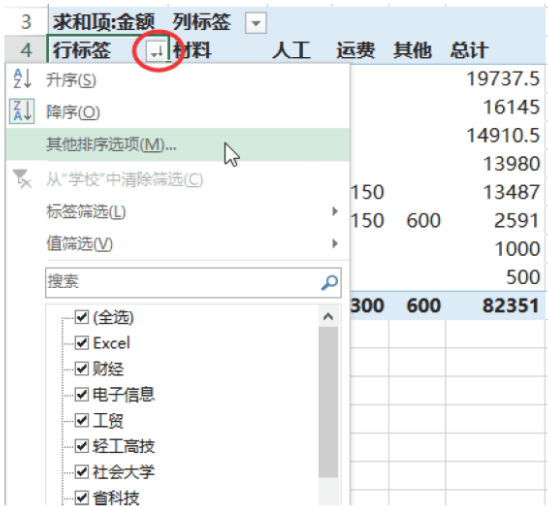 3 求和项:金额 列标签
4 行标签 材料 人工 运费 其他 总计
升序(S) 19737.5
降序(O) 16145
其他排序选项(M)... 14910.5
13980
从“学校”中清除筛选(C) 150 13487
标签筛选(L) 150 600 2591
值筛选(V) 1000
搜索 500
(全选) 300 600 82351
Excel
财经
电子信息
工贸
轻工高技
社会大学
省科技